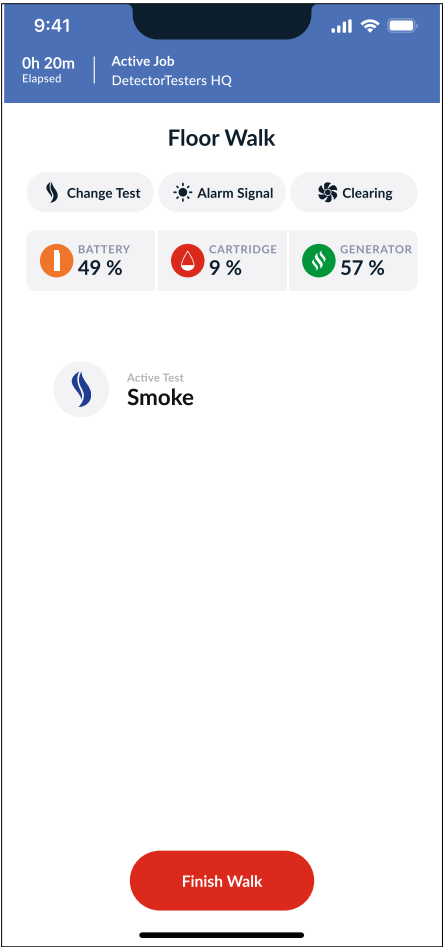 9:41
0h 20m
Elapsed
Active Job
DetectorTesters HQ
Floor Walk
Change Test
Alarm Signal
Clearing
BATTERY
49 %
CARTRIDGE
9 %
GENERATOR
57 %
Active Test
Smoke
Finish Walk